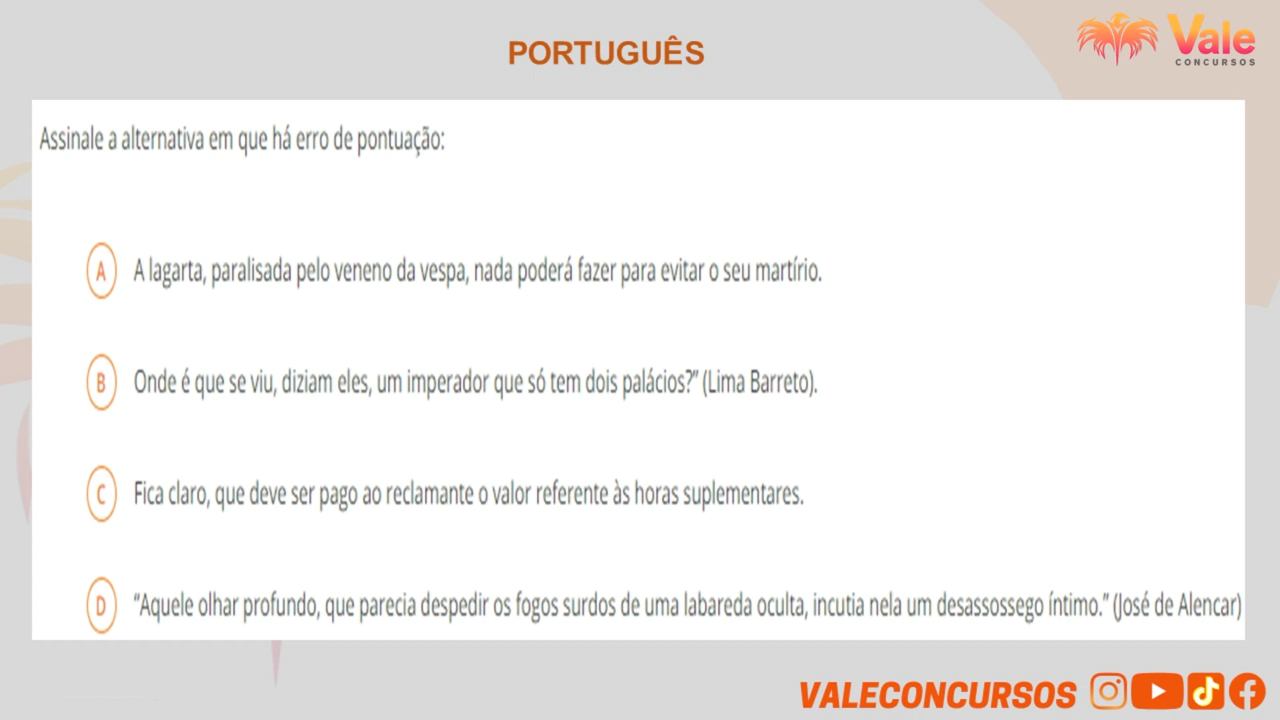 PORTUGUÊS
Vale
CONCURSOS
Assinale a alternativa em que há erro de pontuação:
A A lagarta, paralisada pelo veneno da vespa, nada poderá fazer para evitar o seu martírio.
B Onde é que se viu, diziam eles, um imperador que só tem dois palácios?” (Lima Barreto).
C Fica claro, que deve ser pago ao reclamante o valor referente às horas suplementares.
D “Aquele olhar profundo, que parecia despedir os fogos surdos de uma labareda oculta, incutia nela um desassossego íntimo.” (José de Alencar)
VALECONCURSOS